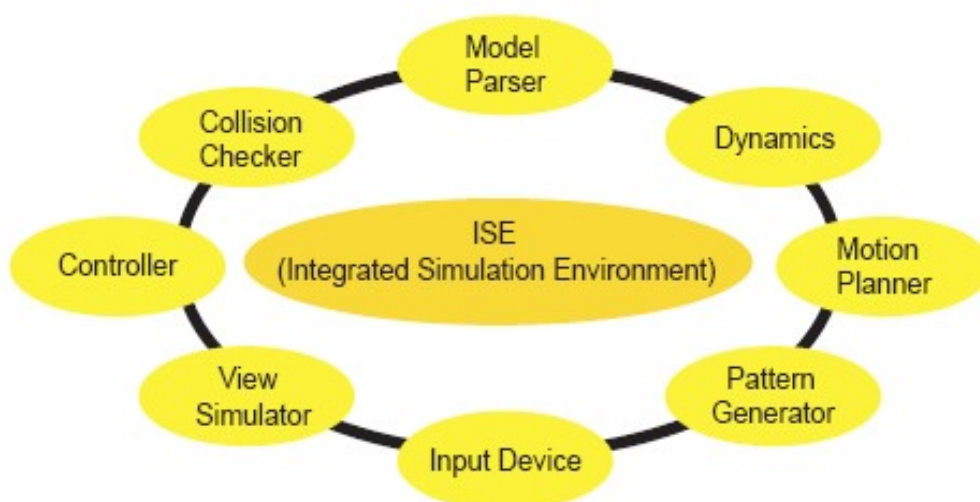 Model
Parser
Collision
Checker
Dynamics
ISE
(Integrated Simulation Environment)
Controller
Motion
Planner
View
Simulator
Pattern
Generator
Input Device